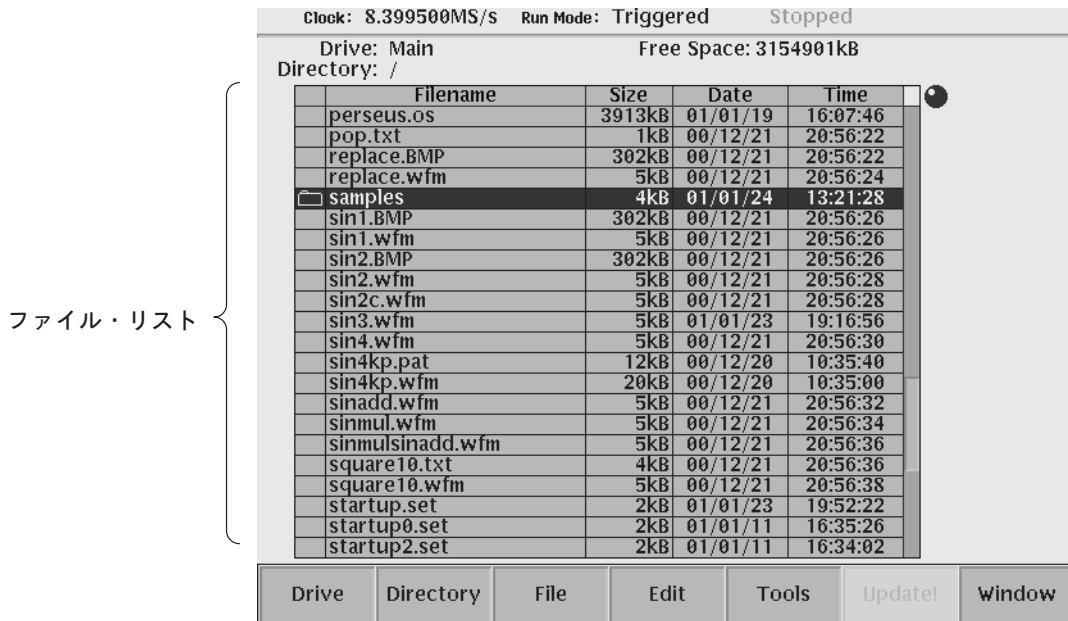 Clock: 8.399500MS/s Run Mode: Triggered Stopped
Drive: Main Free Space: 3154901kB
Directory: /
Filename Size Date Time
perseus.os 3913kB 01/01/19 16:07:46
pop.txt 1kB 00/12/21 20:56:22
replace.BMP 302kB 00/12/21 20:56:22
replace.wfm 5kB 00/12/21 20:56:24
samples 4kB 01/01/24 13:21:28
sin1.BMP 302kB 00/12/21 20:56:26
sin1.wfm 5kB 00/12/21 20:56:26
sin2.BMP 302kB 00/12/21 20:56:26
sin2.wfm 5kB 00/12/21 20:56:28
sin2c.wfm 5kB 00/12/21 20:56:28
sin3.wfm 5kB 01/01/23 19:16:56
sin4.wfm 5kB 00/12/21 20:56:30
sin4kp.pat 12kB 00/12/20 10:35:40
sin4kp.wfm 20kB 00/12/20 10:35:00
sinadd.wfm 5kB 00/12/21 20:56:32
sinmul.wfm 5kB 00/12/21 20:56:34
sinmulsinadd.wfm 5kB 00/12/21 20:56:36
square10.txt 4kB 00/12/21 20:56:36
square10.wfm 5kB 00/12/21 20:56:38
startup.set 2kB 01/01/23 19:52:22
startup0.set 2kB 01/01/11 16:35:26
startup2.set 2kB 01/01/11 16:34:02
ファイル・リスト
Drive Directory File Edit Tools Update! Window